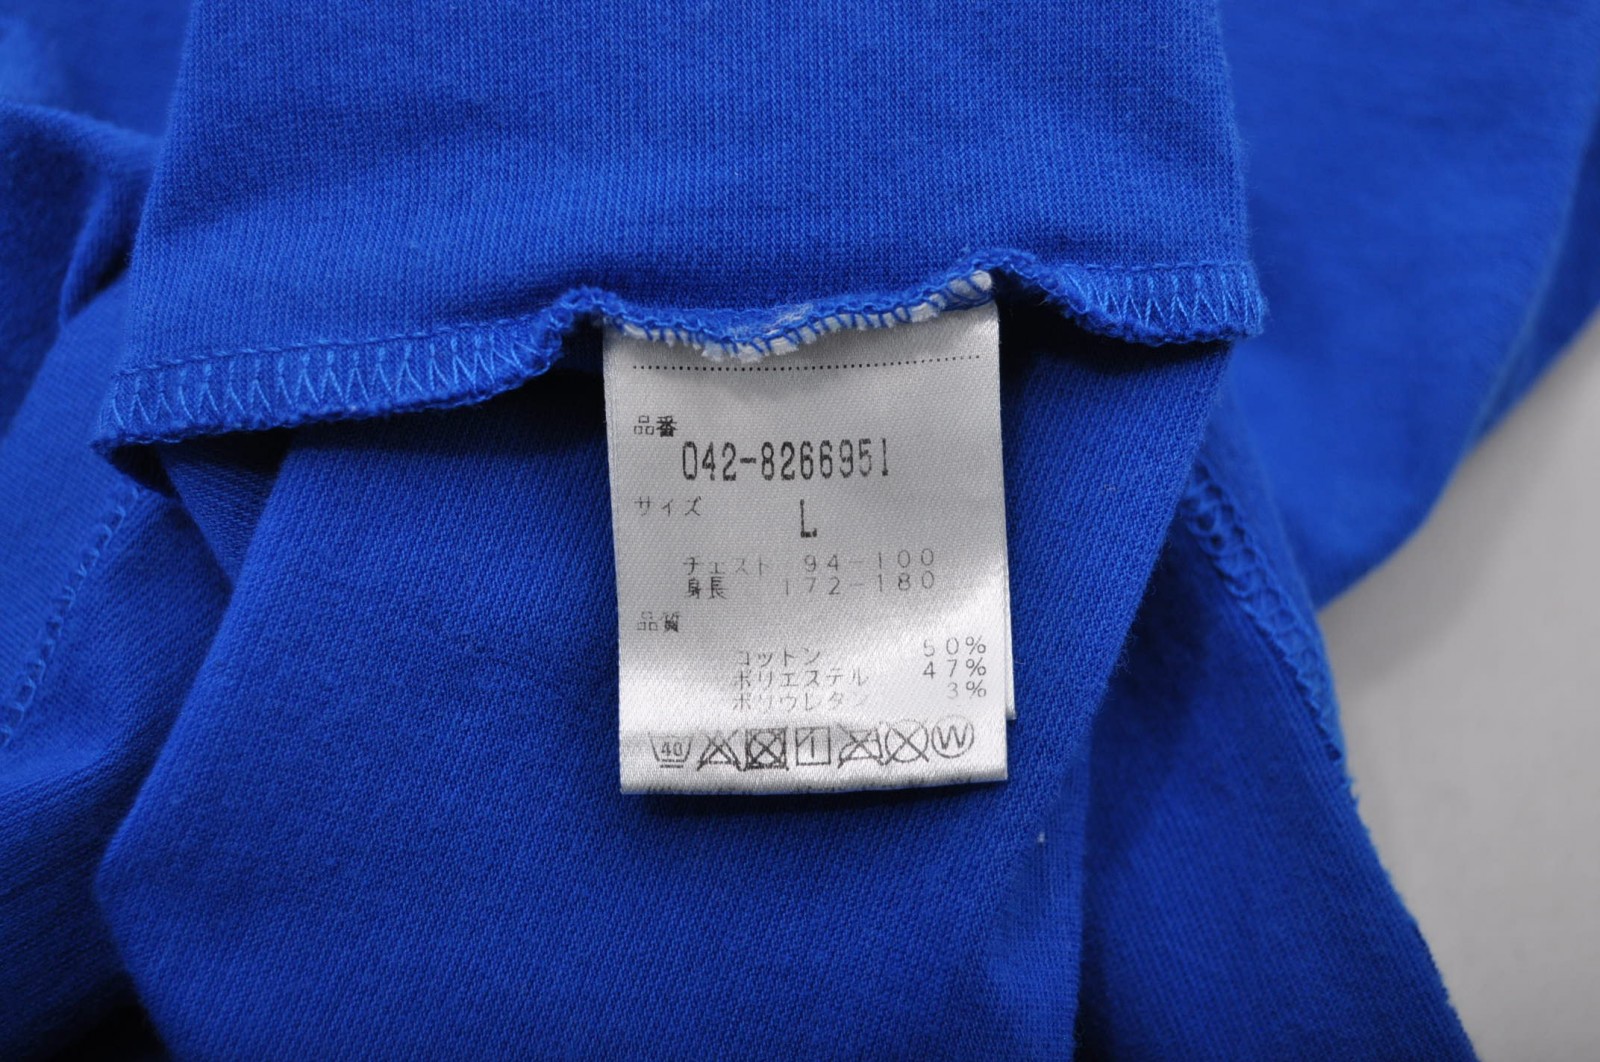 品番
042-8266951
サイズ
L
チェスト 94-100
身長 172-180
品質
コットン 50%
ポリエステル 47%
ポリウレタン 3%
40
W